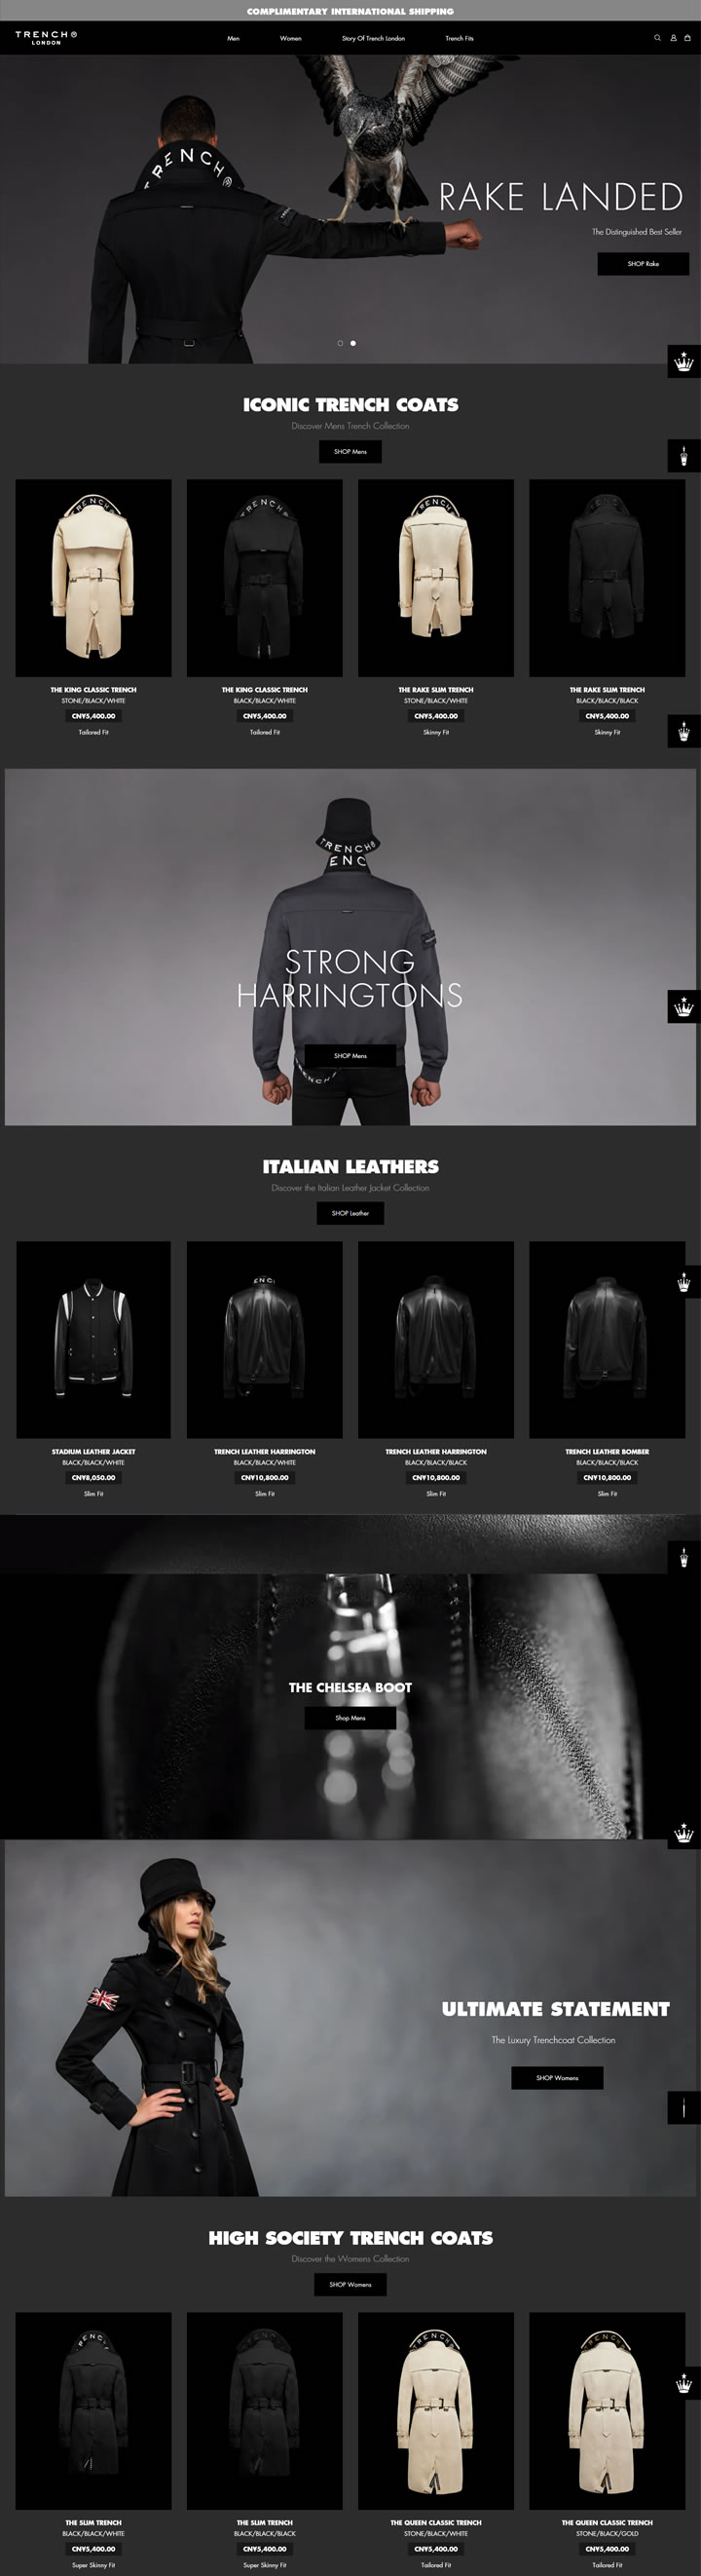 COMPLIMENTARY INTERNATIONAL SHIPPING
TRENCH®
LONDON
Men
Women
Story Of Trench London
Trench Fits
TRENCH®
RAKE LANDED
The Distinguished Best Seller
SHOP Rake
ICONIC TRENCH COATS
Discover Mens Trench Collection
SHOP Mens
RENCH
RENCH
RENCH
THE KING CLASSIC TRENCH
STONE/BLACK/WHITE
CN¥5,400.00
Tailored Fit
THE KING CLASSIC TRENCH
BLACK/BLACK/WHITE
CN¥5,400.00
Tailored Fit
THE RAKE SLIM TRENCH
STONE/BLACK/WHITE
CN¥5,400.00
Skinny Fit
THE RAKE SLIM TRENCH
BLACK/BLACK/BLACK
CN¥5,400.00
Skinny Fit
TRENCH®
ENC
STRONG
HARRINGTONS
SHOP Mens
ITALIAN LEATHERS
Discover the Italian Leather Jacket Collection
SHOP Leather
ENC
STADIUM LEATHER JACKET
BLACK/BLACK/WHITE
CN¥8,050.00
Slim Fit
TRENCH LEATHER HARRINGTON
BLACK/BLACK/WHITE
CN¥10,800.00
Slim Fit
TRENCH LEATHER HARRINGTON
BLACK/BLACK/BLACK
CN¥10,800.00
Slim Fit
TRENCH LEATHER BOMBER
BLACK/BLACK/BLACK
CN¥10,800.00
Slim Fit
THE CHELSEA BOOT
Shop Mens
ULTIMATE STATEMENT
The Luxury Trenchcoat Collection
SHOP Womens
HIGH SOCIETY TRENCH COATS
Discover the Womens Collection
SHOP Womens
RENC
TRENCH
TRENCH
THE SLIM TRENCH
BLACK/BLACK/WHITE
CN¥5,400.00
Super Skinny Fit
THE SLIM TRENCH
BLACK/BLACK/BLACK
CN¥5,400.00
Super Skinny Fit
THE QUEEN CLASSIC TRENCH
STONE/BLACK/WHITE
CN¥5,400.00
Tailored Fit
THE QUEEN CLASSIC TRENCH
STONE/BLACK/GOLD
CN¥5,400.00
Tailored Fit